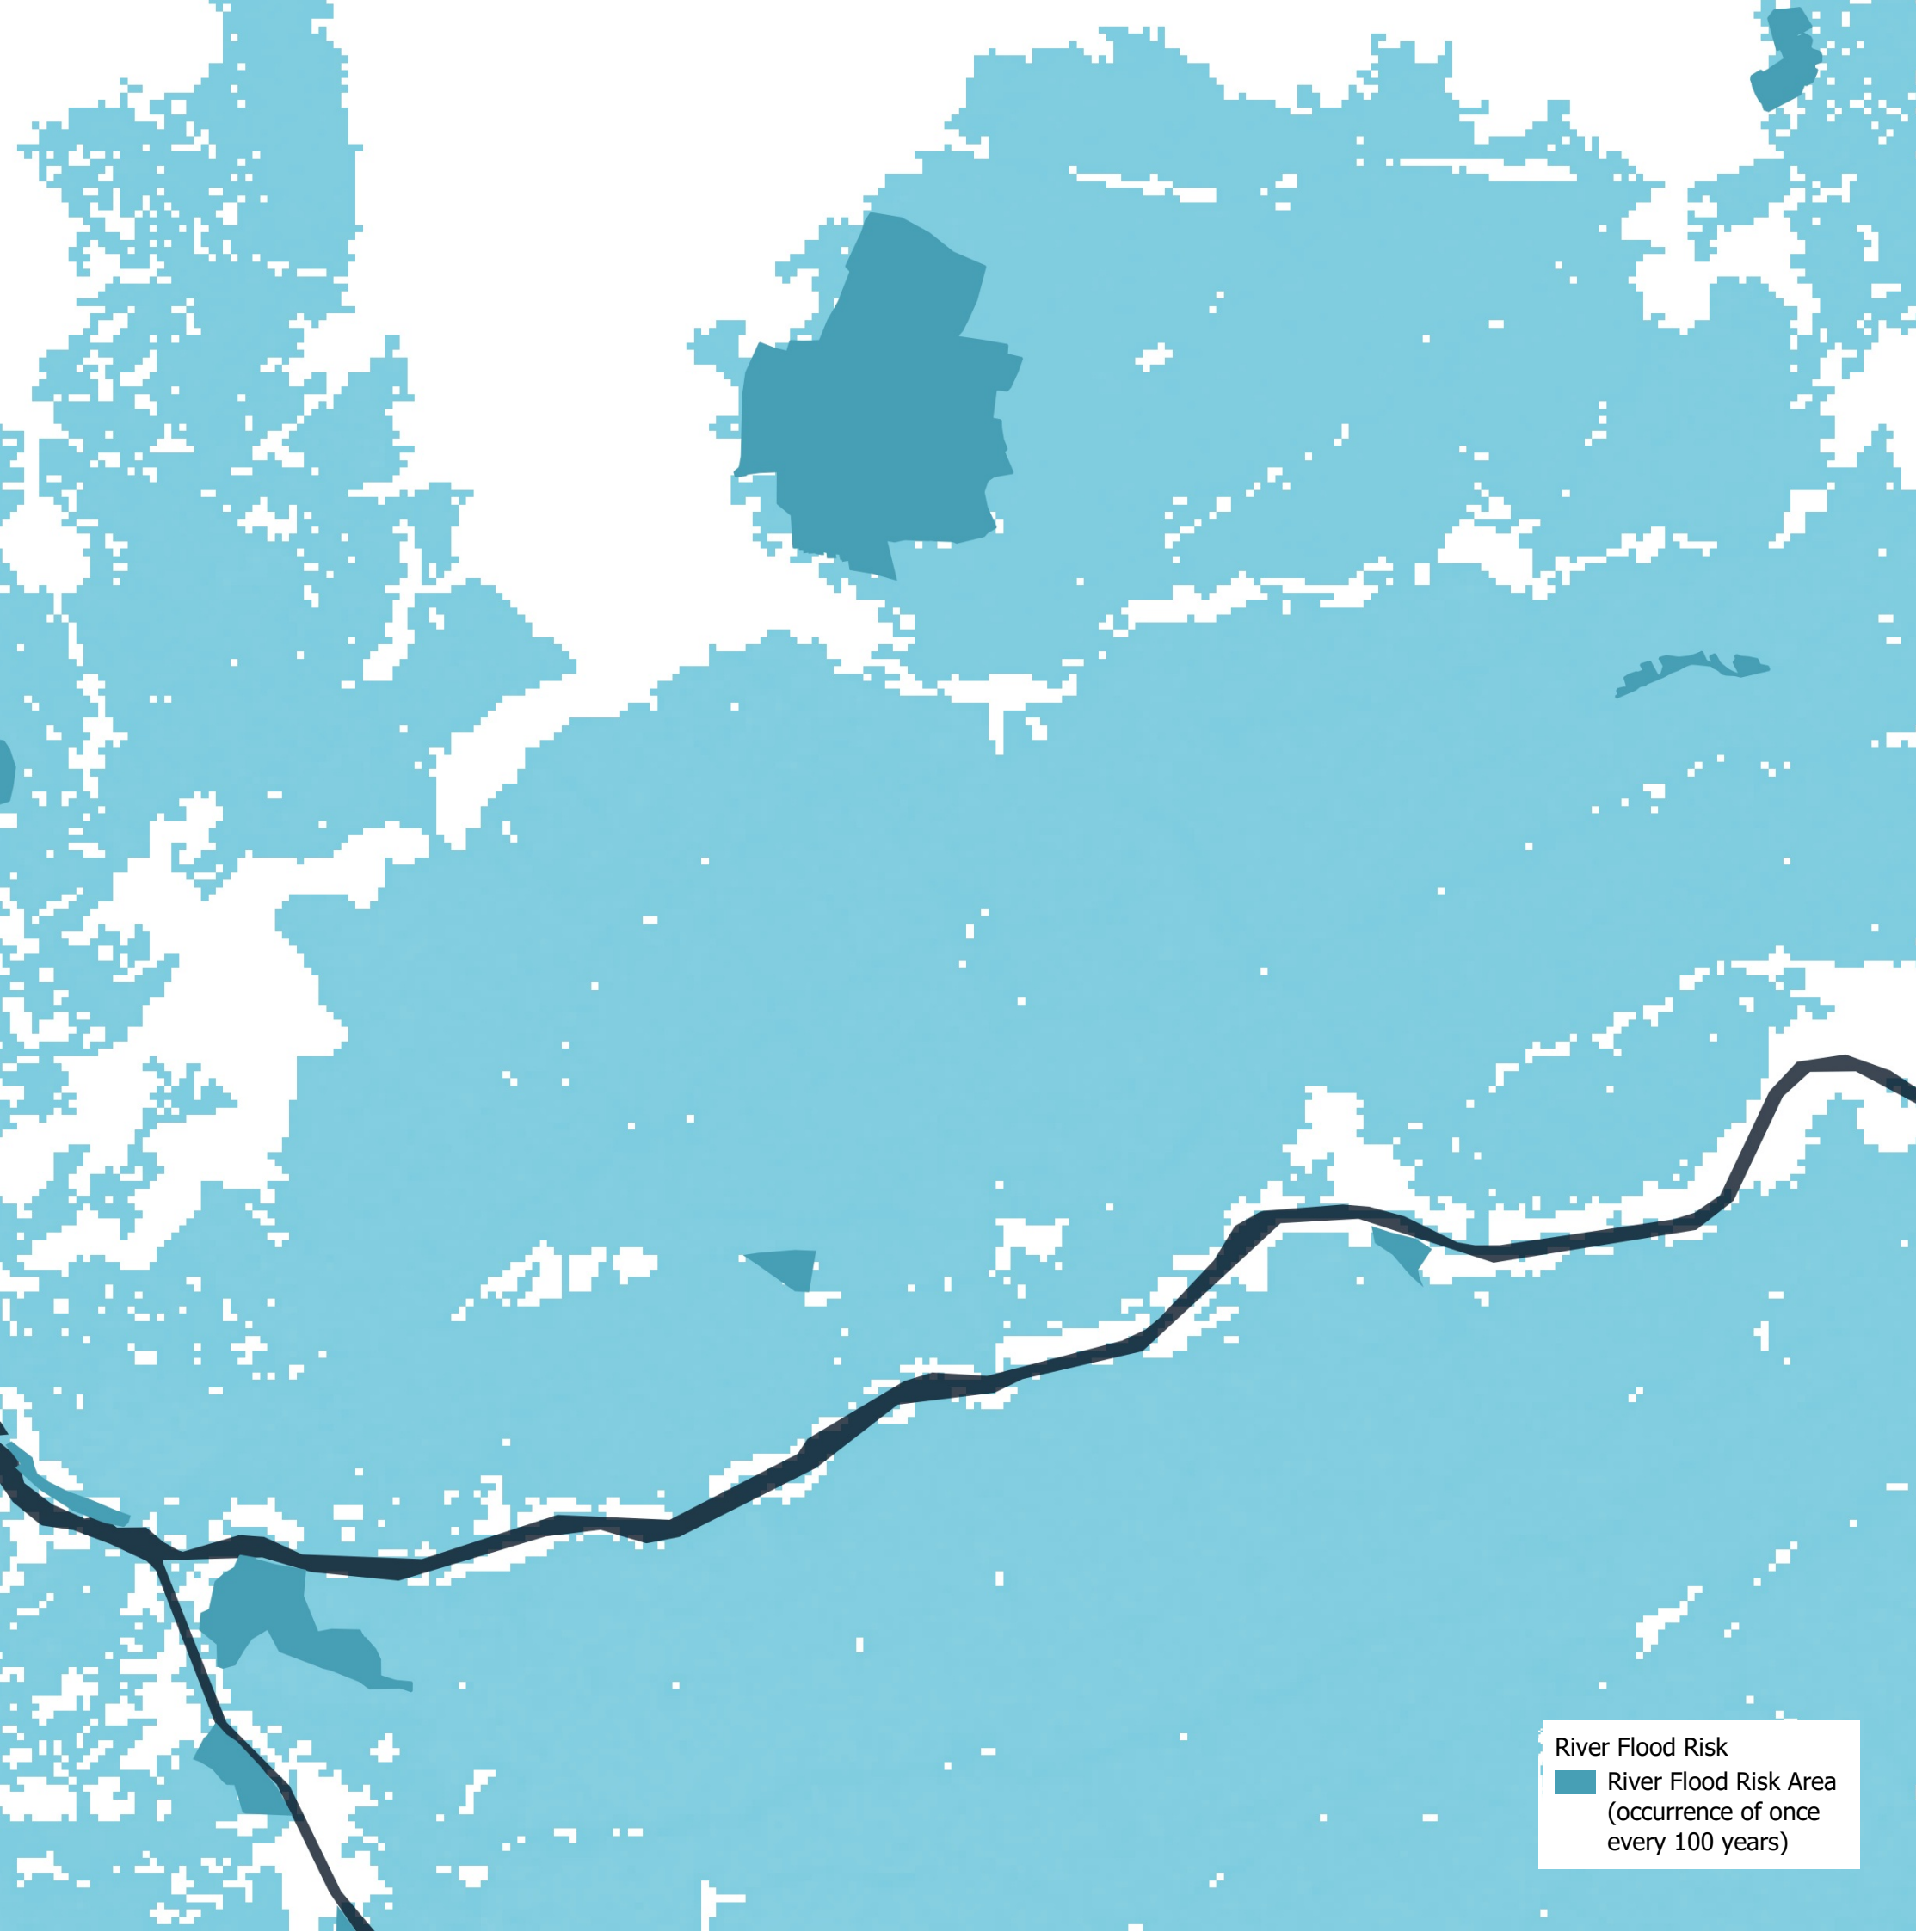 River Flood Risk
River Flood Risk Area
(occurrence of once
every 100 years)